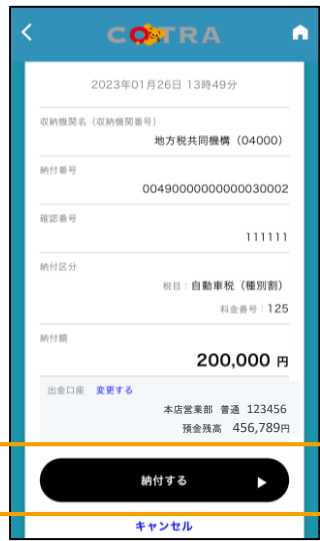 COTRA
2023年01月26日 13時49分
収納機関名（収納機関番号）
地方税共同機構（04000）
納付番号
00490000000000030002
確認番号
111111
納付区分
税目：自動車税（種別割）
料金番号：125
納付額
200,000 円
出金口座 変更する
本店営業部 普通 123456
預金残高 456,789円
納付する
キャンセル